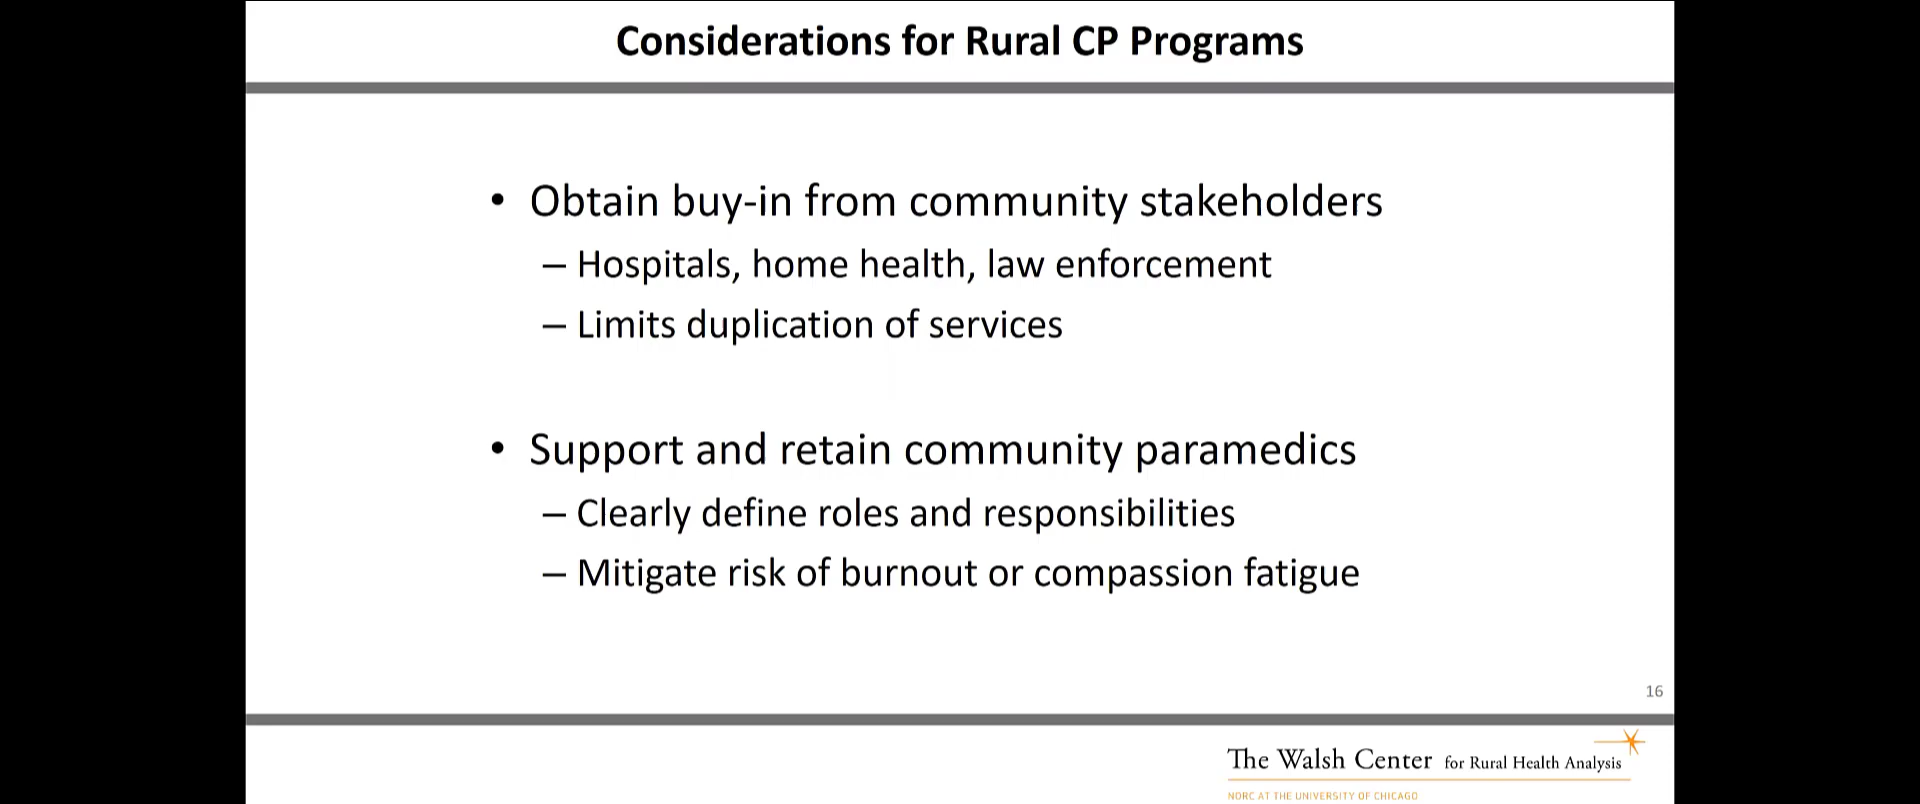 Considerations for Rural CP Programs
• Obtain buy-in from community stakeholders
– Hospitals, home health, law enforcement
– Limits duplication of services
• Support and retain community paramedics
– Clearly define roles and responsibilities
– Mitigate risk of burnout or compassion fatigue
16
The Walsh Center for Rural Health Analysis
NORC AT THE UNIVERSITY OF CHICAGO